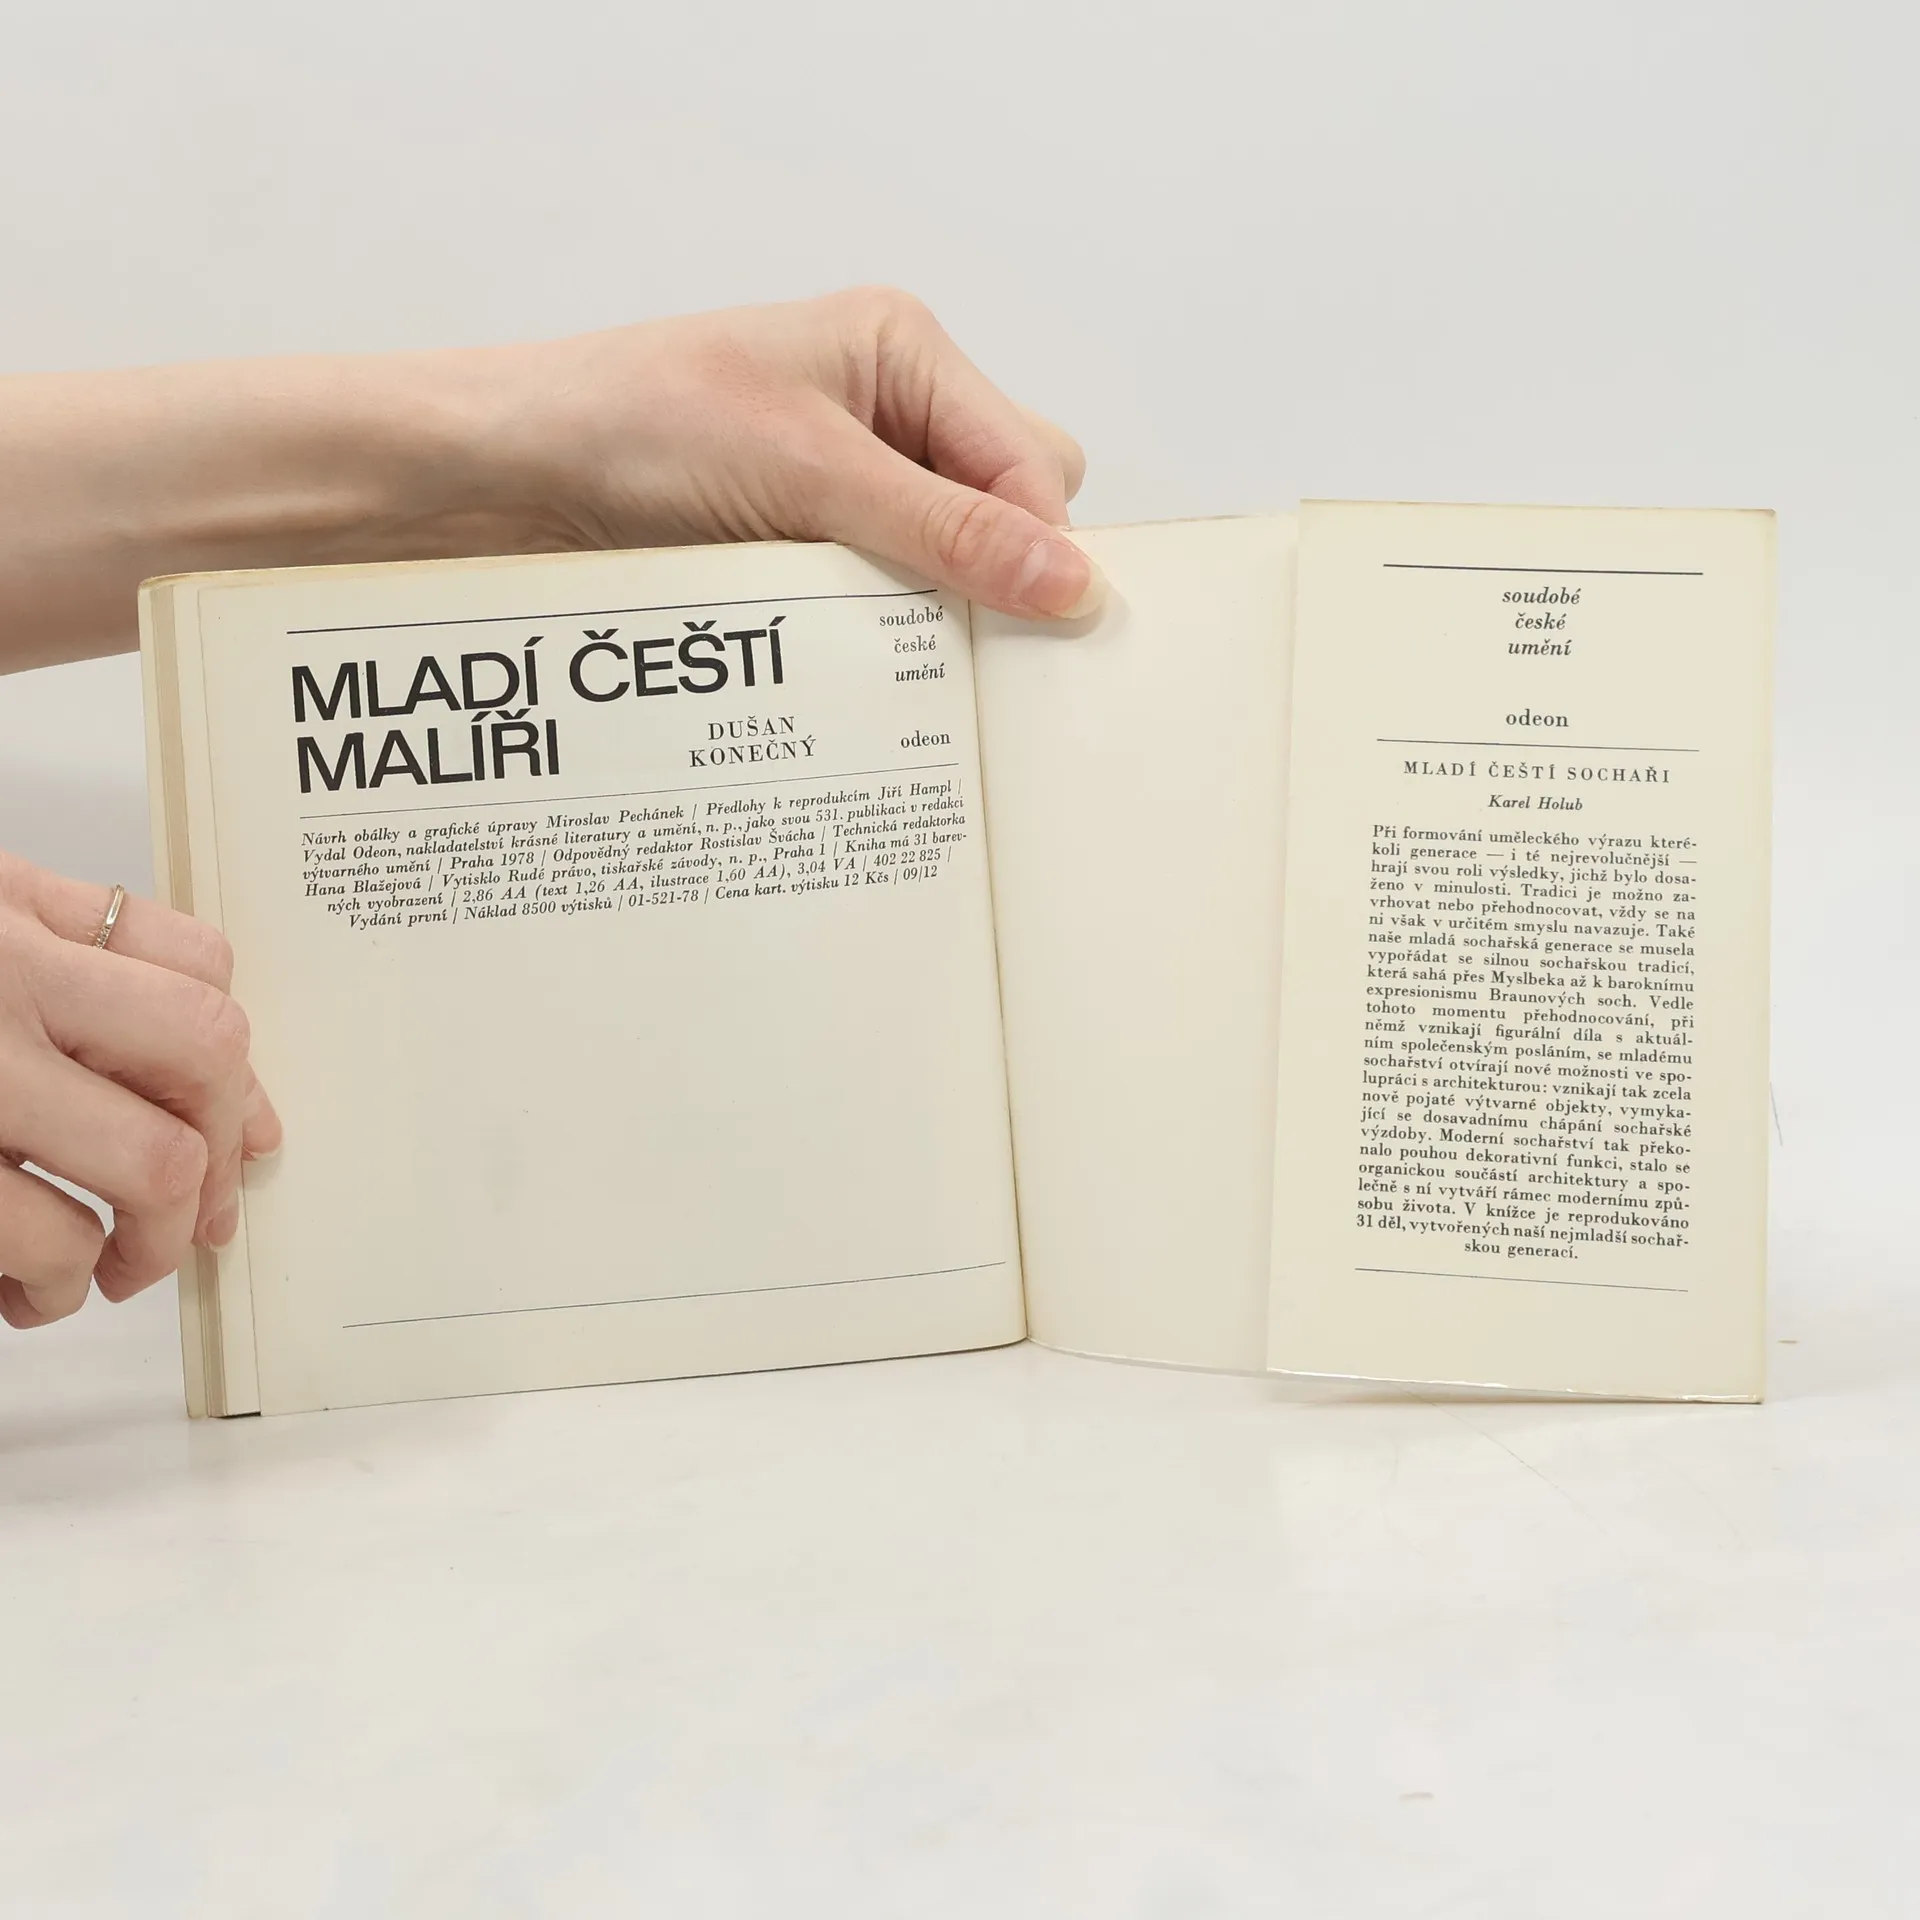 MLADÍ ČEŠTÍ
MALÍŘI
DUŠAN
KONEČNÝ
soudobé
české
umění
odeon
Návrh obálky a grafické úpravy Miroslav Pechánek / Předlohy k reprodukcím Jiří Hampl /
Vydal Odeon, nakladatelství krásné literatury a umění, n. p., jako svou 531. publikaci v redakci
výtvarného umění / Praha 1978 / Odpovědný redaktor Rostislav Švácha / Technická redaktorka
Hana Blažejová / Vytisklo Rudé právo, tiskařské závody, n. p., Praha 1 / Kniha má 31 barev-
ných vyobrazení / 2,86 AA (text 1,26 AA, ilustrace 1,60 AA), 3,04 VA / 402 22 825 /
Vydání první / Náklad 8500 výtisků / 01-521-78 / Cena kart. výtisku 12 Kčs / 09/12
soudobé
české
umění
odeon
MLADÍ ČEŠTÍ SOCHAŘI
Karel Holub
Při formování uměleckého výrazu které-
koli generace — i té nejrevolučnější —
hrají svou roli výsledky, jichž bylo dosa-
ženo v minulosti. Tradici je možno za-
vrhovat nebo přehodnocovat, vždy se na
ni však v určitém smyslu navazuje. Také
naše mladá sochařská generace se musela
vypořádat se silnou sochařskou tradicí,
která sahá přes Myslbeka až k baroknímu
expresionismu Braunových soch. Vedle
tohoto momentu přehodnocování, při
němž vznikají figurální díla s aktuál-
ním společenským posláním, se mladému
sochařství otvírají nové možnosti ve spo-
lupráci s architekturou: vznikají tak zcela
nově pojaté výtvarné objekty, vymyka-
jící se dosavadnímu chápání sochařské
výzdoby. Moderní sochařství tak překo-
nalo pouhou dekorativní funkci, stalo se
organickou součástí architektury a spo-
lečně s ní vytváří rámec modernímu způ-
sobu života. V knížce je reprodukováno
31 děl, vytvořených naší nejmladší sochař-
skou generací.